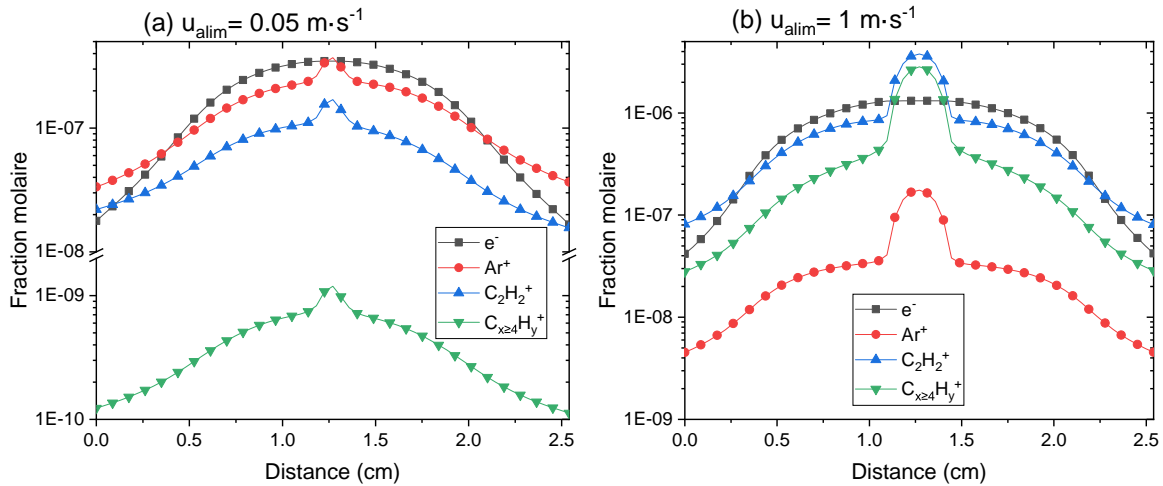 (a) u_alim= 0.05 m·s⁻¹
Fraction molaire
1E-07
1E-08
1E-09
1E-10
e⁻
Ar⁺
C₂H₂⁺
Cₓ≥₄Hᵧ⁺
0.0 0.5 1.0 1.5 2.0 2.5
Distance (cm)
(b) u_alim= 1 m·s⁻¹
Fraction molaire
1E-06
1E-07
1E-08
1E-09
e⁻
Ar⁺
C₂H₂⁺
Cₓ≥₄Hᵧ⁺
0.0 0.5 1.0 1.5 2.0 2.5
Distance (cm)